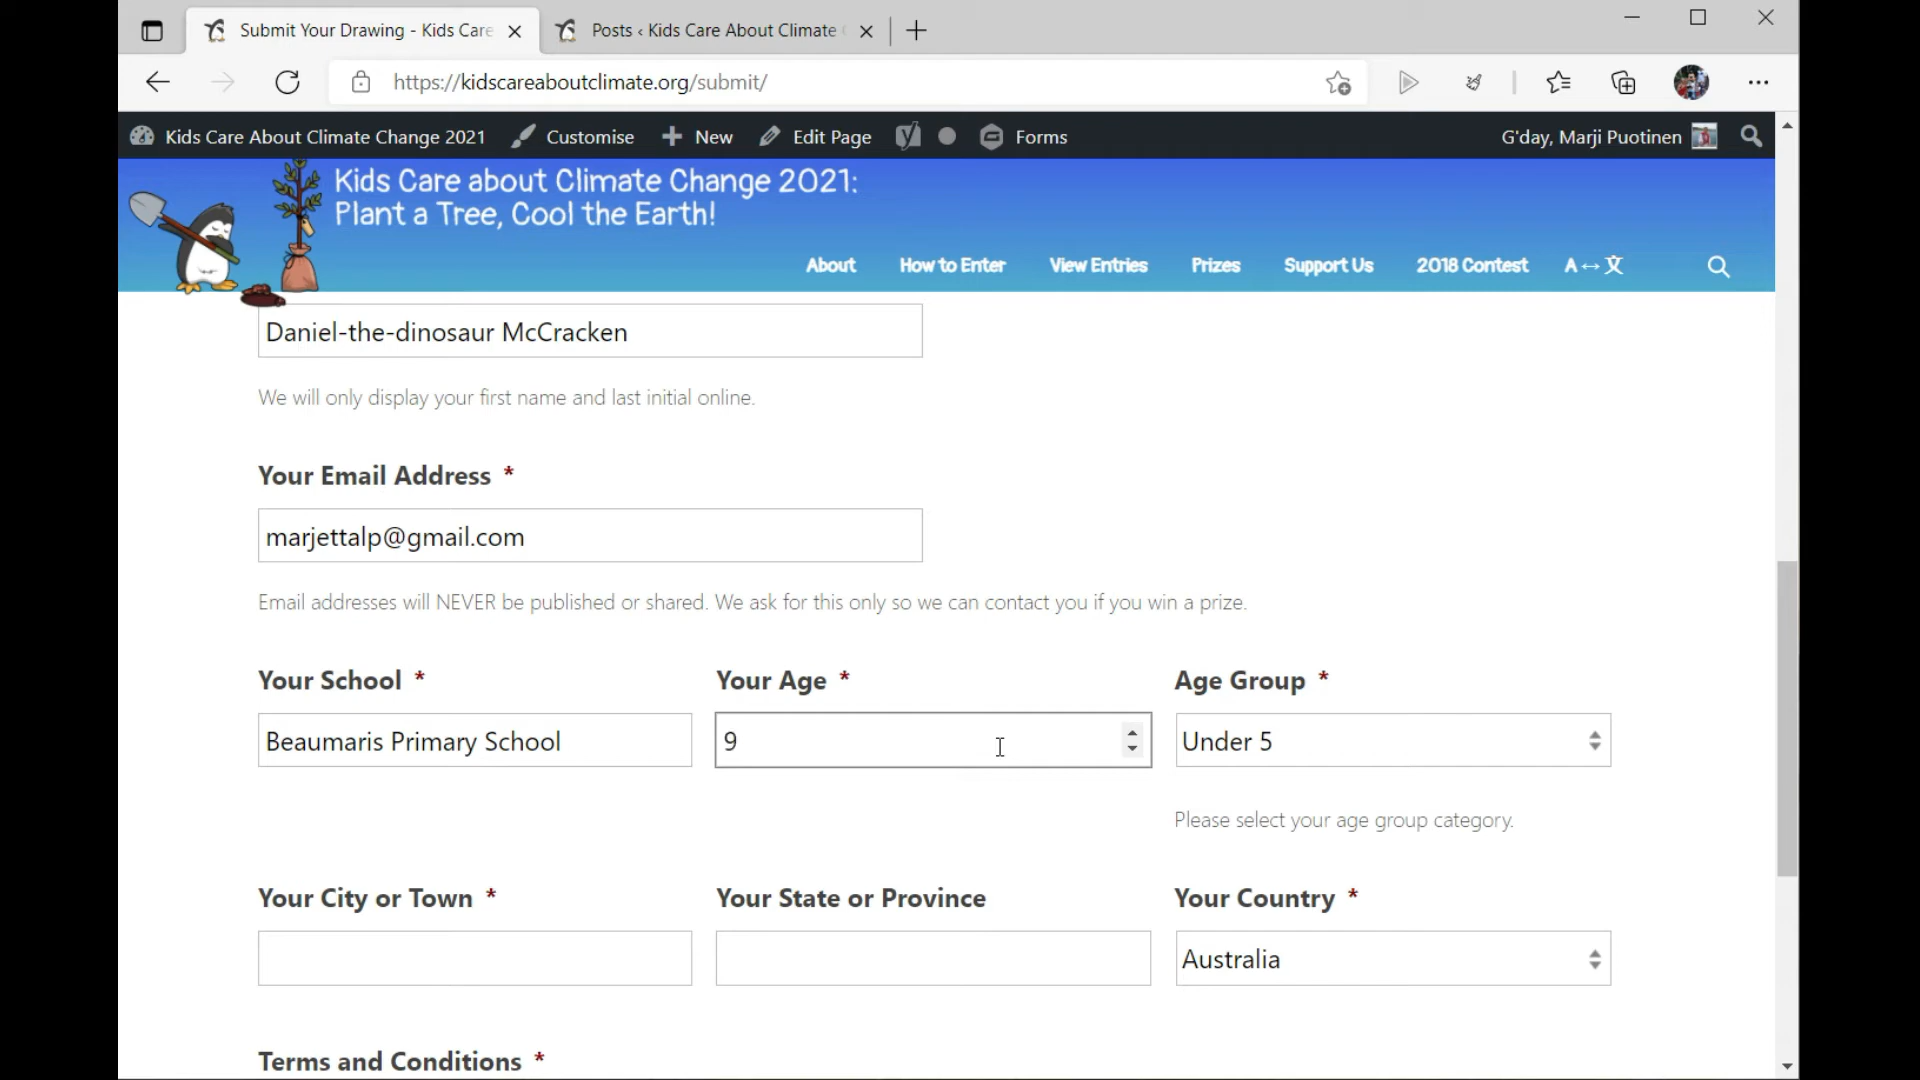 Submit Your Drawing - Kids Care
Posts ‹ Kids Care About Climate
https://kidscareaboutclimate.org/submit/
Kids Care About Climate Change 2021
Customise
New
Edit Page
Forms
G'day, Marji Puotinen
Kids Care about Climate Change 2021:
Plant a Tree, Cool the Earth!
About
How to Enter
View Entries
Prizes
Support Us
2018 Contest
A↔文
Daniel-the-dinosaur McCracken
We will only display your first name and last initial online.
Your Email Address *
marjettalp@gmail.com
Email addresses will NEVER be published or shared. We ask for this only so we can contact you if you win a prize.
Your School * Your Age * Age Group *
Beaumaris Primary School 9 Under 5
Please select your age group category.
Your City or Town * Your State or Province Your Country *
Australia
Terms and Conditions *